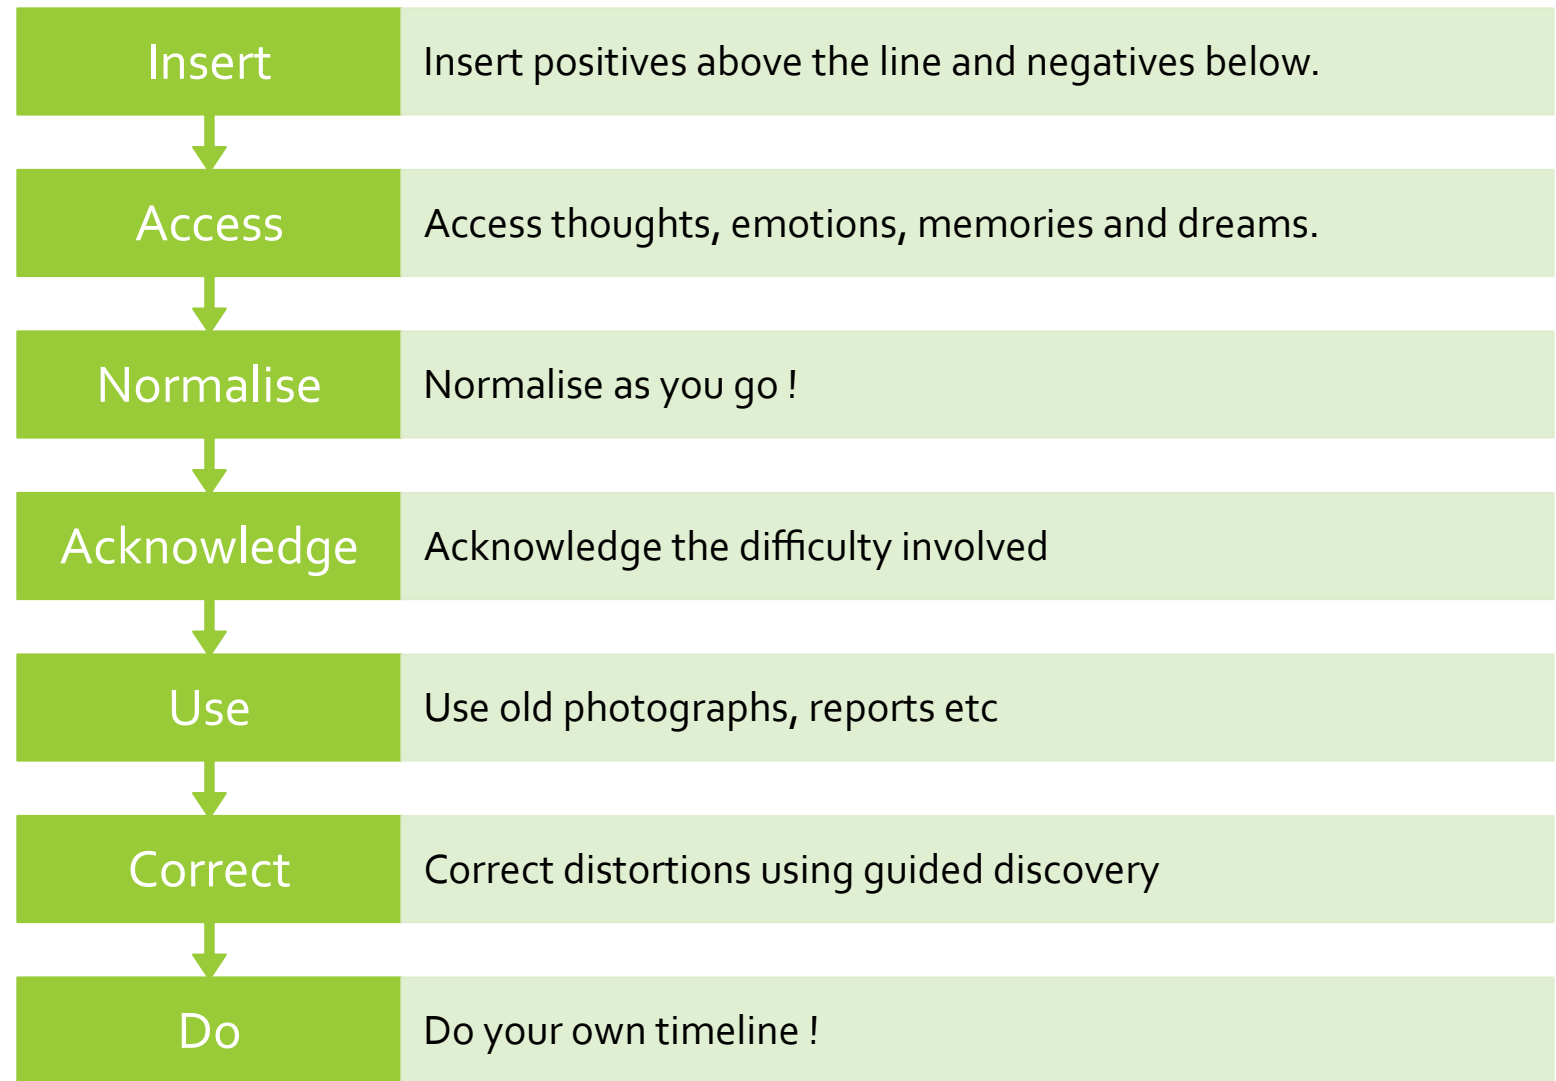 Insert
Insert positives above the line and negatives below.
Access
Access thoughts, emotions, memories and dreams.
Normalise
Normalise as you go !
Acknowledge
Acknowledge the difficulty involved
Use
Use old photographs, reports etc
Correct
Correct distortions using guided discovery
Do
Do your own timeline !